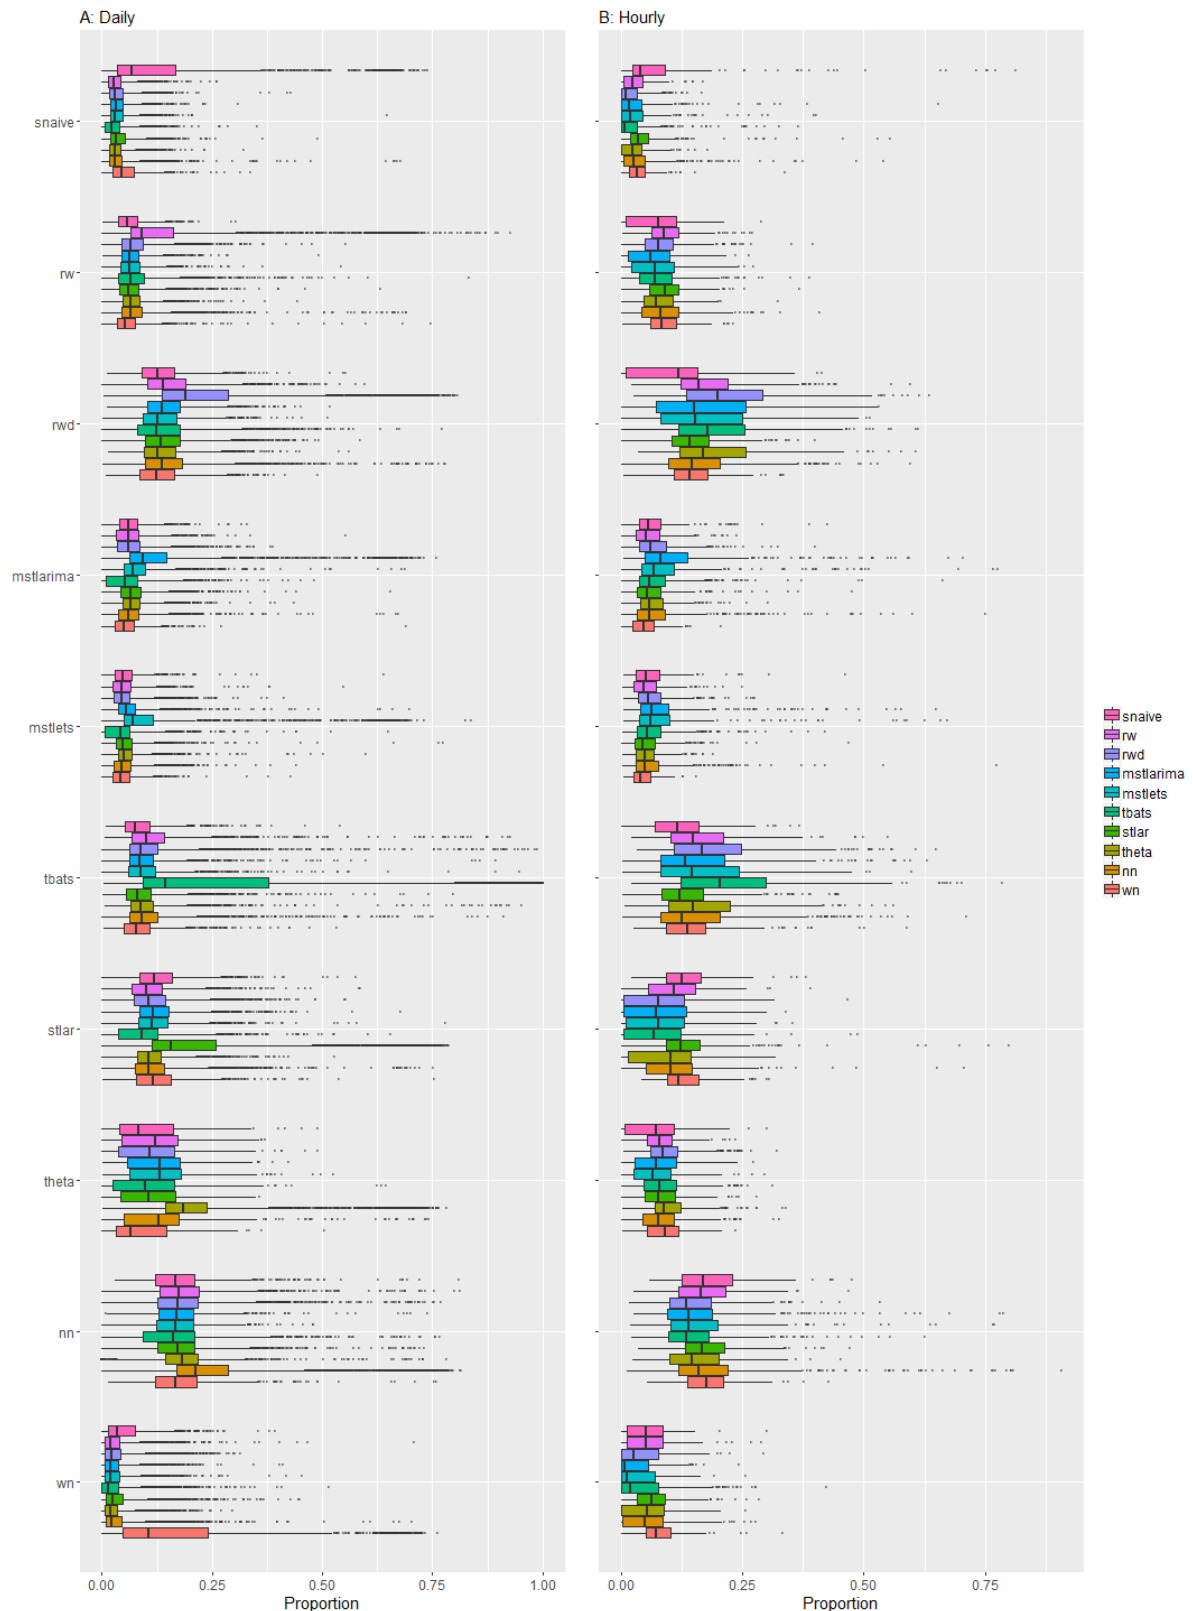 A: Daily
B: Hourly
snaive
rw
rwd
mstlarima
mstlets
tbats
stlar
theta
nn
wn
0.00 0.25 0.50 0.75 1.00
Proportion
0.00 0.25 0.50 0.75
Proportion
snaive
rw
rwd
mstlarima
mstlets
tbats
stlar
theta
nn
wn